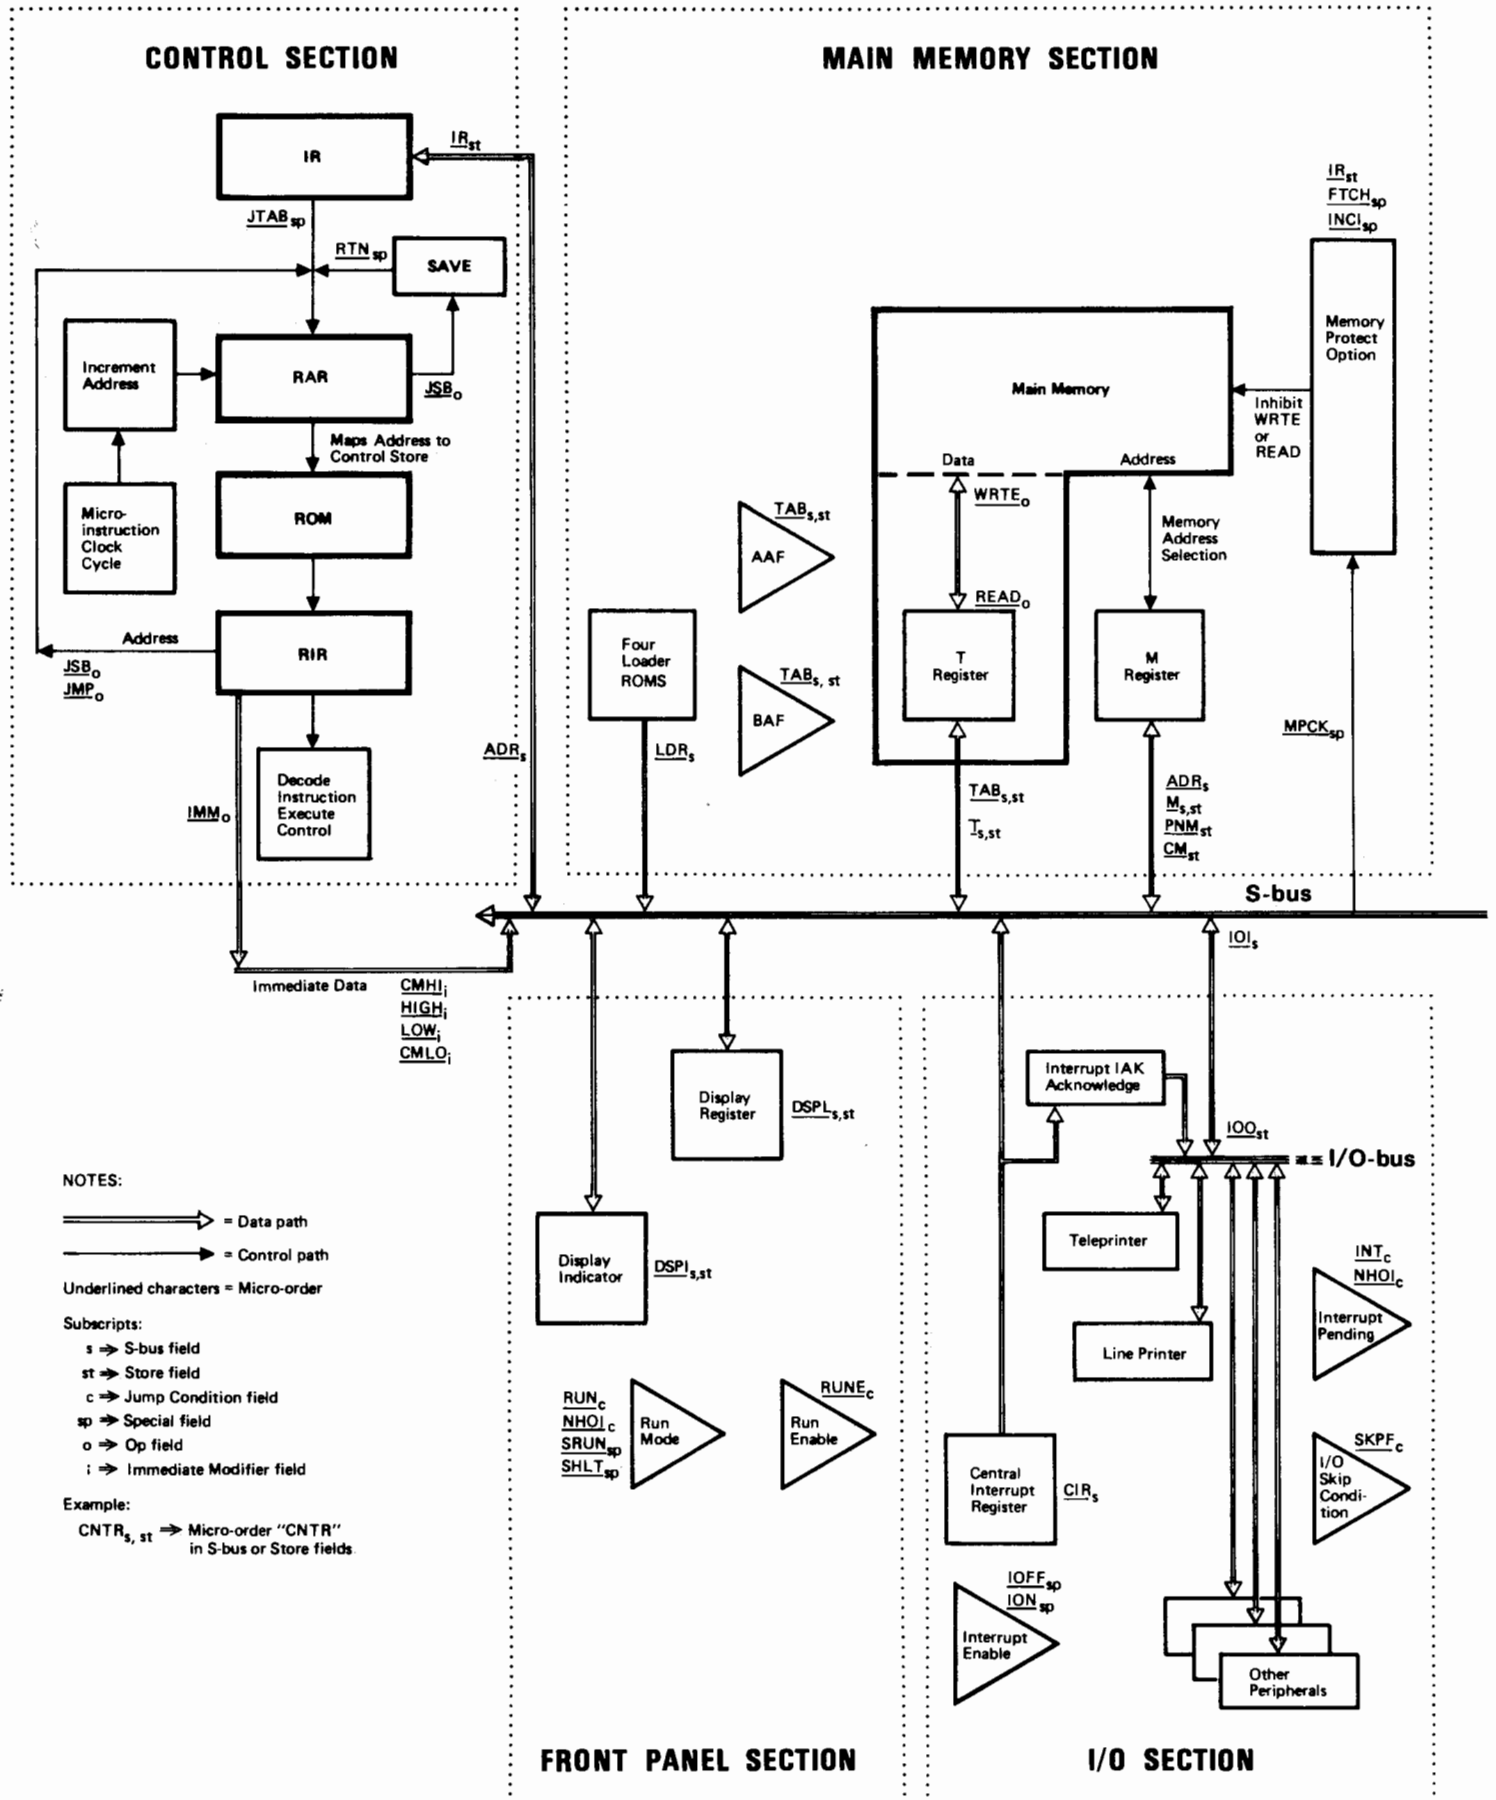 CONTROL SECTION
IR
IRst
JTABsp
RTNsp
SAVE
Increment
Address
RAR
JSBo
Maps Address to
Control Store
Micro-
instruction
Clock
Cycle
ROM
Address
RIR
JSBo
JMPo
IMMo
Decode
Instruction
Execute
Control
ADRs
Immediate Data
CMHIi
HIGHi
LOWi
CMLOi
MAIN MEMORY SECTION
IRst
FTCHsp
INCIsp
Memory
Protect
Option
Main Memory
Inhibit
WRTE
or
READ
Data
Address
WRTEo
READo
Memory
Address
Selection
TABs,st
AAF
TABs, st
BAF
Four
Loader
ROMS
LDRs
T
Register
M
Register
TABs,st
Ts,st
ADRs
Ms,st
PNMst
CMst
MPCKsp
S-bus
IOIs
Display
Register
DSPLs,st
Display
Indicator
DSPIs,st
RUNc
NHOIc
SRUNsp
SHLTsp
Run
Mode
RUNEc
Run
Enable
FRONT PANEL SECTION
Interrupt IAK
Acknowledge
IOOst
== I/O-bus
Teleprinter
Line Printer
INTc
NHOIc
Interrupt
Pending
SKPFc
I/O
Skip
Condi-
tion
Central
Interrupt
Register
CIRs
IOFFsp
IONsp
Interrupt
Enable
Other
Peripherals
I/O SECTION
NOTES:
= Data path
= Control path
Underlined characters = Micro-order
Subscripts:
s ⇒ S-bus field
st ⇒ Store field
c ⇒ Jump Condition field
sp ⇒ Special field
o ⇒ Op field
i ⇒ Immediate Modifier field
Example:
CNTRs, st ⇒ Micro-order "CNTR"
in S-bus or Store fields